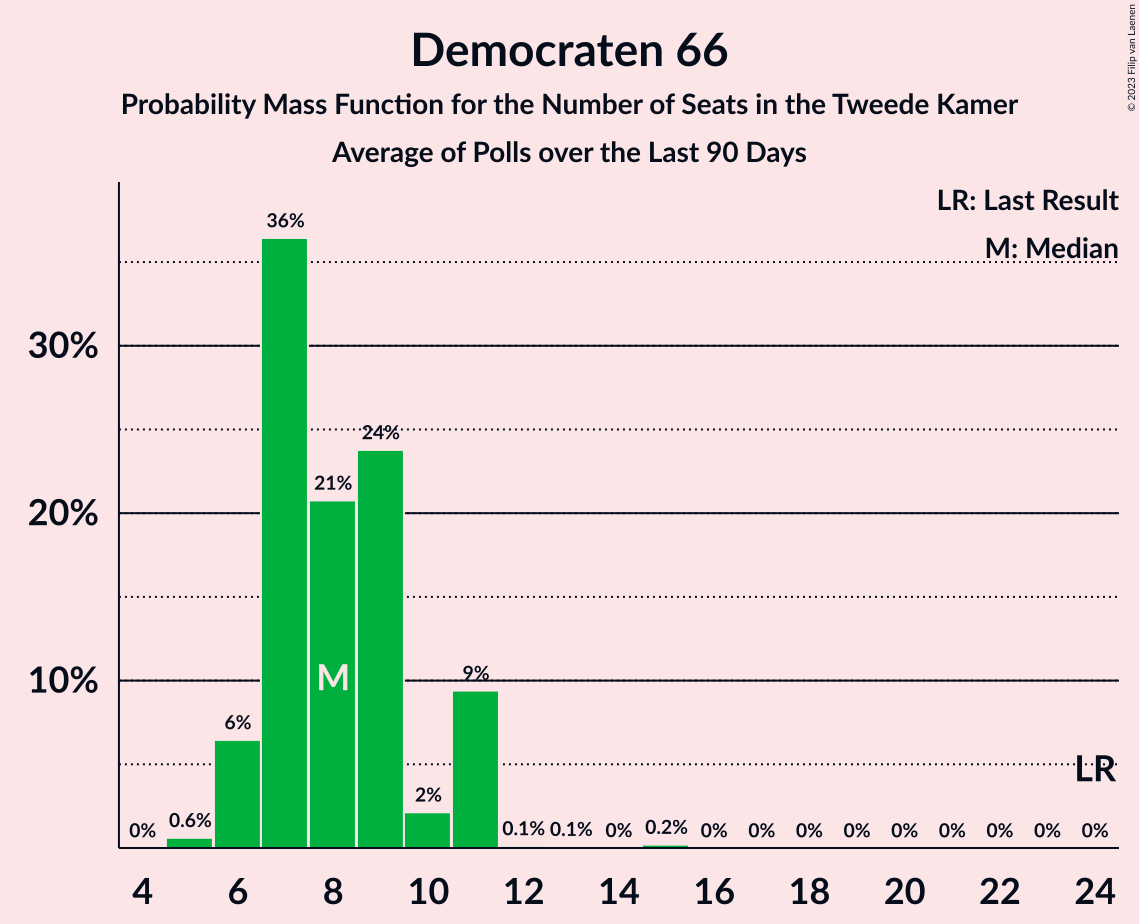 Democraten 66
Probability Mass Function for the Number of Seats in the Tweede Kamer
Average of Polls over the Last 90 Days
© 2023 Filip van Laenen
LR: Last Result
M: Median
36%
30%
24%
21%
20%
M
10%
9%
6%
LR
2%
0% 0.6% 0.1% 0.1% 0% 0.2% 0% 0% 0% 0% 0% 0% 0% 0% 0%
4 6 8 10 12 14 16 18 20 22 24